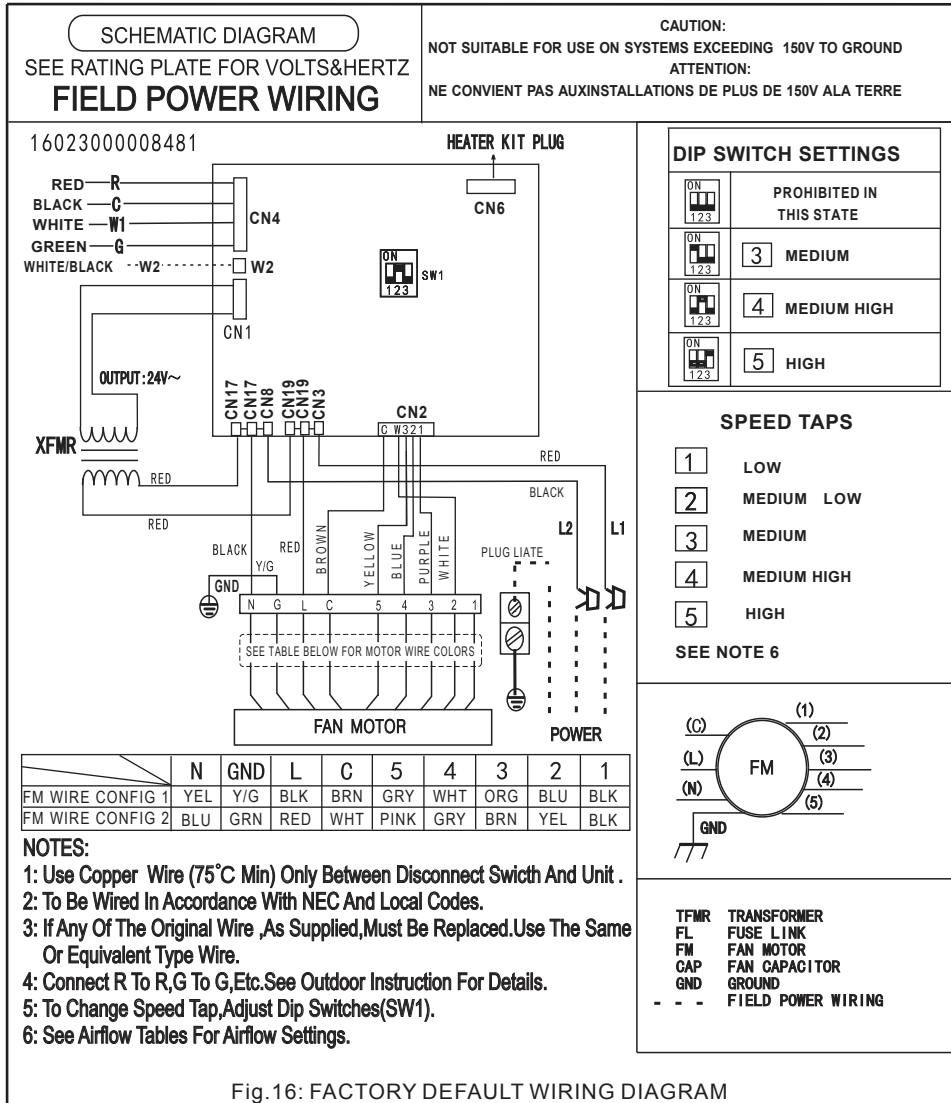 SCHEMATIC DIAGRAM
SEE RATING PLATE FOR VOLTS&HERTZ
FIELD POWER WIRING
CAUTION:
NOT SUITABLE FOR USE ON SYSTEMS EXCEEDING 150V TO GROUND
ATTENTION:
NE CONVIENT PAS AUXINSTALLATIONS DE PLUS DE 150V ALA TERRE
16023000008481
HEATER KIT PLUG
RED R
BLACK C
WHITE W1
GREEN G
WHITE/BLACK W2
CN4
W2
CN1
CN6
ON
123
SW1
OUTPUT:24V~
XFMR
CN17
CN17
CN8
CN19
CN19
CN3
CN2
C W321
RED
BLACK
RED
RED
BLACK
Y/G
RED
BROWN
YELLOW
BLUE
PURPLE
WHITE
L2
L1
PLUG LIATE
GND
N G L C 5 4 3 2 1
SEE TABLE BELOW FOR MOTOR WIRE COLORS
FAN MOTOR
POWER
N GND L C 5 4 3 2 1
FM WIRE CONFIG 1 YEL Y/G BLK BRN GRY WHT ORG BLU BLK
FM WIRE CONFIG 2 BLU GRN RED WHT PINK GRY BRN YEL BLK
NOTES:
1: Use Copper Wire (75°C Min) Only Between Disconnect Swicth And Unit .
2: To Be Wired In Accordance With NEC And Local Codes.
3: If Any Of The Original Wire ,As Supplied,Must Be Replaced.Use The Same
Or Equivalent Type Wire.
4: Connect R To R,G To G,Etc.See Outdoor Instruction For Details.
5: To Change Speed Tap,Adjust Dip Switches(SW1).
6: See Airflow Tables For Airflow Settings.
DIP SWITCH SETTINGS
ON
123
PROHIBITED IN
THIS STATE
ON
123
3 MEDIUM
ON
123
4 MEDIUM HIGH
ON
123
5 HIGH
SPEED TAPS
1 LOW
2 MEDIUM LOW
3 MEDIUM
4 MEDIUM HIGH
5 HIGH
SEE NOTE 6
(C)
(L)
(N)
FM
(1)
(2)
(3)
(4)
(5)
GND
TFMR TRANSFORMER
FL FUSE LINK
FM FAN MOTOR
CAP FAN CAPACITOR
GND GROUND
- - - FIELD POWER WIRING
Fig.16: FACTORY DEFAULT WIRING DIAGRAM